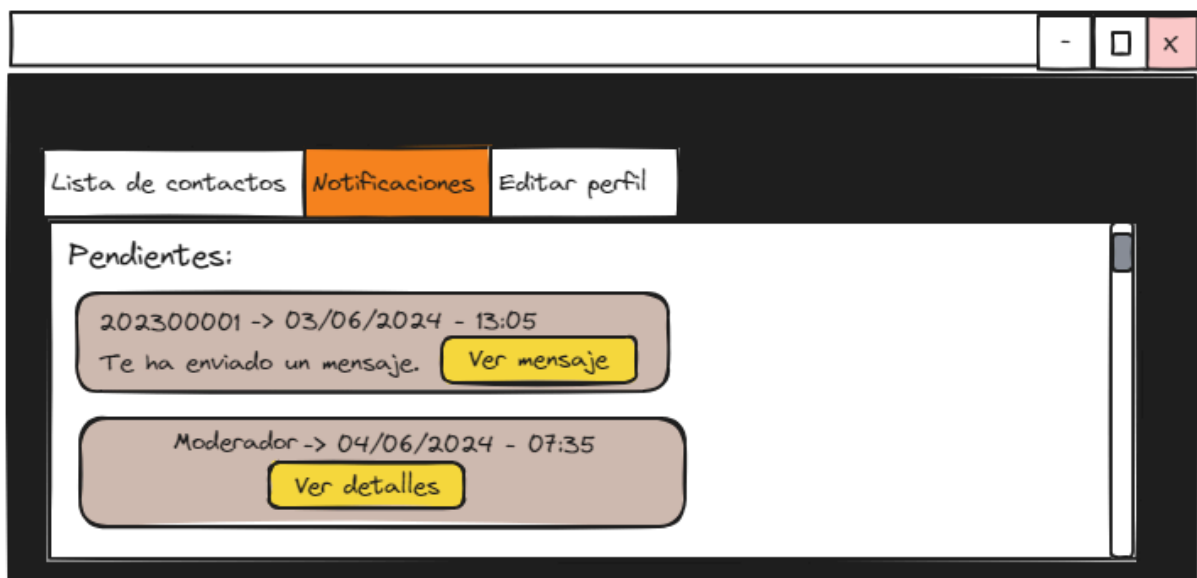 - x
Lista de contactos Notificaciones Editar perfil
Pendientes:
202300001 -> 03/06/2024 - 13:05
Te ha enviado un mensaje. Ver mensaje
Moderador -> 04/06/2024 - 07:35
Ver detalles